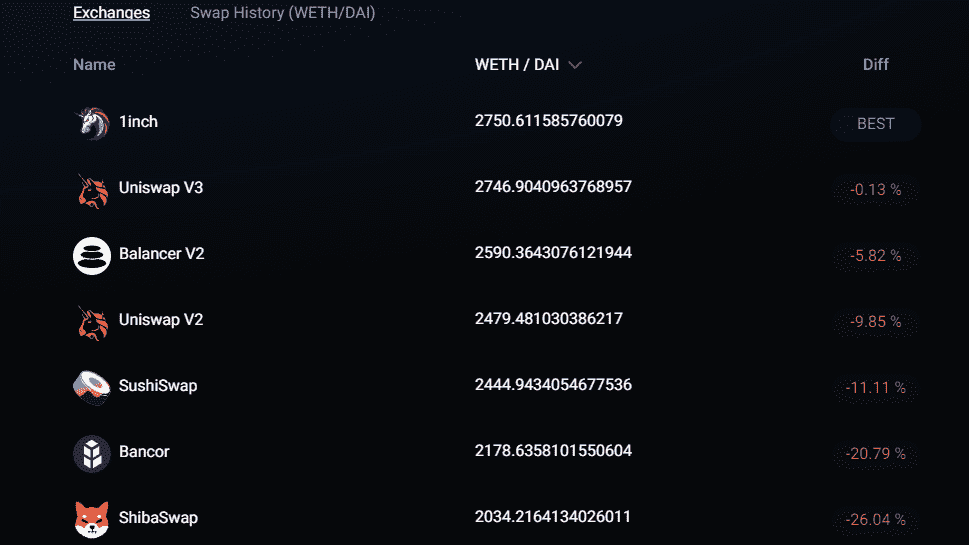 Exchanges Swap History (WETH/DAI)
Name WETH / DAI Diff
1inch 2750.611585760079 BEST
Uniswap V3 2746.9040963768957 -0.13 %
Balancer V2 2590.3643076121944 -5.82 %
Uniswap V2 2479.481030386217 -9.85 %
SushiSwap 2444.9434054677536 -11.11 %
Bancor 2178.6358101550604 -20.79 %
ShibaSwap 2034.2164134026011 -26.04 %